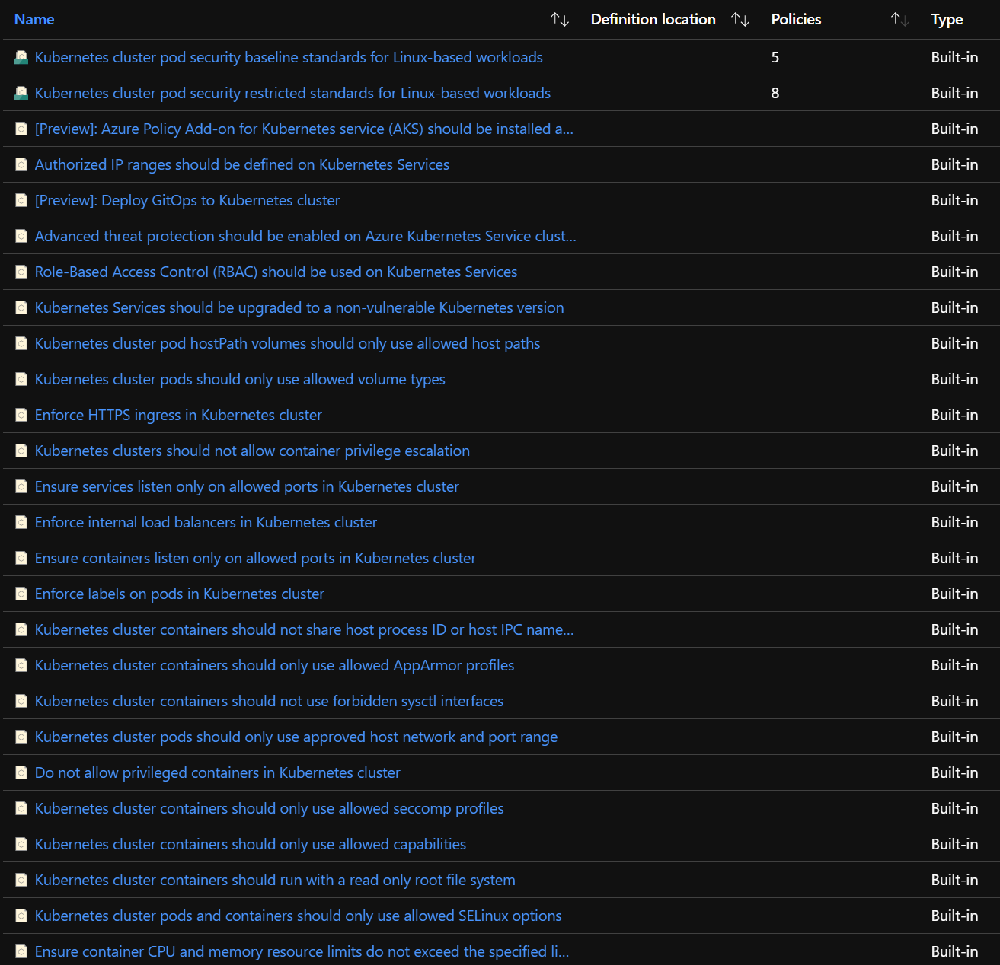 Name Definition location Policies Type
Kubernetes cluster pod security baseline standards for Linux-based workloads 5 Built-in
Kubernetes cluster pod security restricted standards for Linux-based workloads 8 Built-in
[Preview]: Azure Policy Add-on for Kubernetes service (AKS) should be installed a... Built-in
Authorized IP ranges should be defined on Kubernetes Services Built-in
[Preview]: Deploy GitOps to Kubernetes cluster Built-in
Advanced threat protection should be enabled on Azure Kubernetes Service clust... Built-in
Role-Based Access Control (RBAC) should be used on Kubernetes Services Built-in
Kubernetes Services should be upgraded to a non-vulnerable Kubernetes version Built-in
Kubernetes cluster pod hostPath volumes should only use allowed host paths Built-in
Kubernetes cluster pods should only use allowed volume types Built-in
Enforce HTTPS ingress in Kubernetes cluster Built-in
Kubernetes clusters should not allow container privilege escalation Built-in
Ensure services listen only on allowed ports in Kubernetes cluster Built-in
Enforce internal load balancers in Kubernetes cluster Built-in
Ensure containers listen only on allowed ports in Kubernetes cluster Built-in
Enforce labels on pods in Kubernetes cluster Built-in
Kubernetes cluster containers should not share host process ID or host IPC name... Built-in
Kubernetes cluster containers should only use allowed AppArmor profiles Built-in
Kubernetes cluster containers should not use forbidden sysctl interfaces Built-in
Kubernetes cluster pods should only use approved host network and port range Built-in
Do not allow privileged containers in Kubernetes cluster Built-in
Kubernetes cluster containers should only use allowed seccomp profiles Built-in
Kubernetes cluster containers should only use allowed capabilities Built-in
Kubernetes cluster containers should run with a read only root file system Built-in
Kubernetes cluster pods and containers should only use allowed SELinux options Built-in
Ensure container CPU and memory resource limits do not exceed the specified li... Built-in